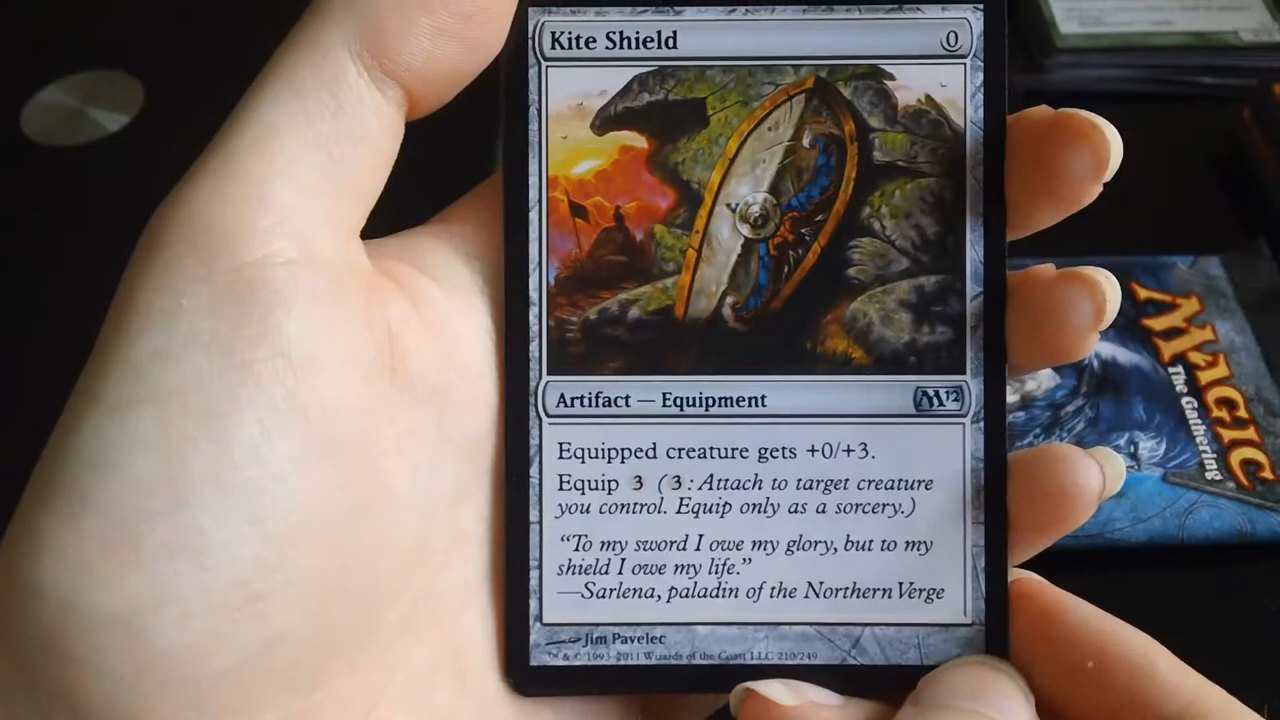 Kite Shield 0
Artifact — Equipment M12
Equipped creature gets +0/+3.
Equip 3 (3: Attach to target creature
you control. Equip only as a sorcery.)
“To my sword I owe my glory, but to my
shield I owe my life.”
—Sarlena, paladin of the Northern Verge
Jim Pavelec
™ & © 1993–2011 Wizards of the Coast LLC 210/249
MAGIC
The Gathering